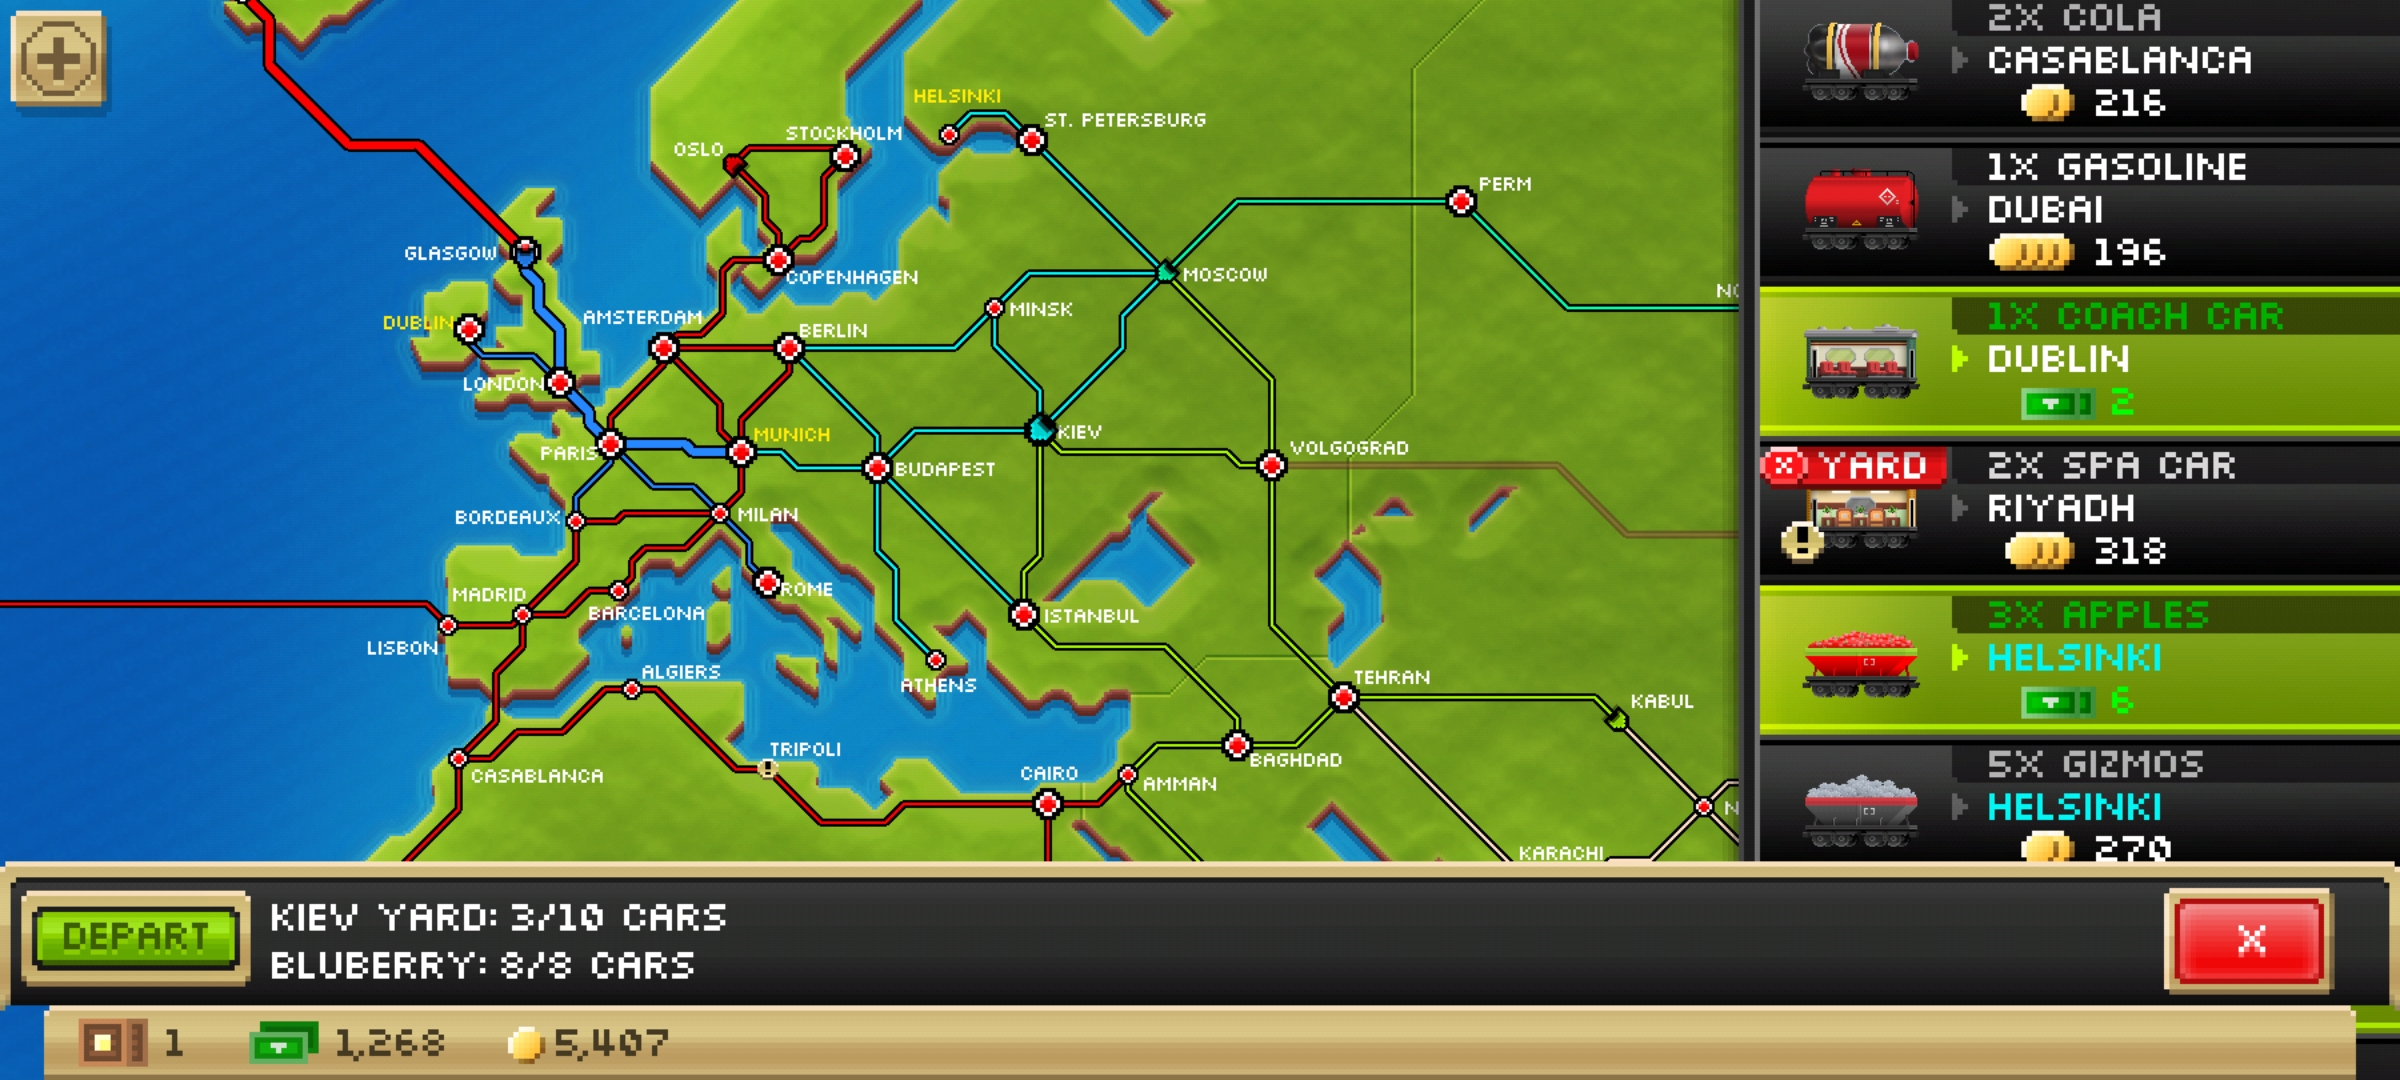 HELSINKI
ST. PETERSBURG
STOCKHOLM
OSLO
PERM
GLASGOW
COPENHAGEN
MOSCOW
MINSK
AMSTERDAM
DUBLIN
BERLIN
LONDON
MUNICH
KIEV
PARIS
VOLGOGRAD
BUDAPEST
BORDEAUX
MILAN
MADRID
ROME
BARCELONA
ISTANBUL
LISBON
ALGIERS
ATHENS
TEHRAN
KABUL
TRIPOLI
CASABLANCA
CAIRO
AMMAN
BAGHDAD
KARACHI
2X COLA
CASABLANCA
216
1X GASOLINE
DUBAI
196
1X COACH CAR
DUBLIN
2
YARD
2X SPA CAR
RIYADH
318
3X APPLES
HELSINKI
6
5X GIZMOS
HELSINKI
270
DEPART
KIEV YARD: 3/10 CARS
BLUBERRY: 8/8 CARS
X
1
1,268
5,407